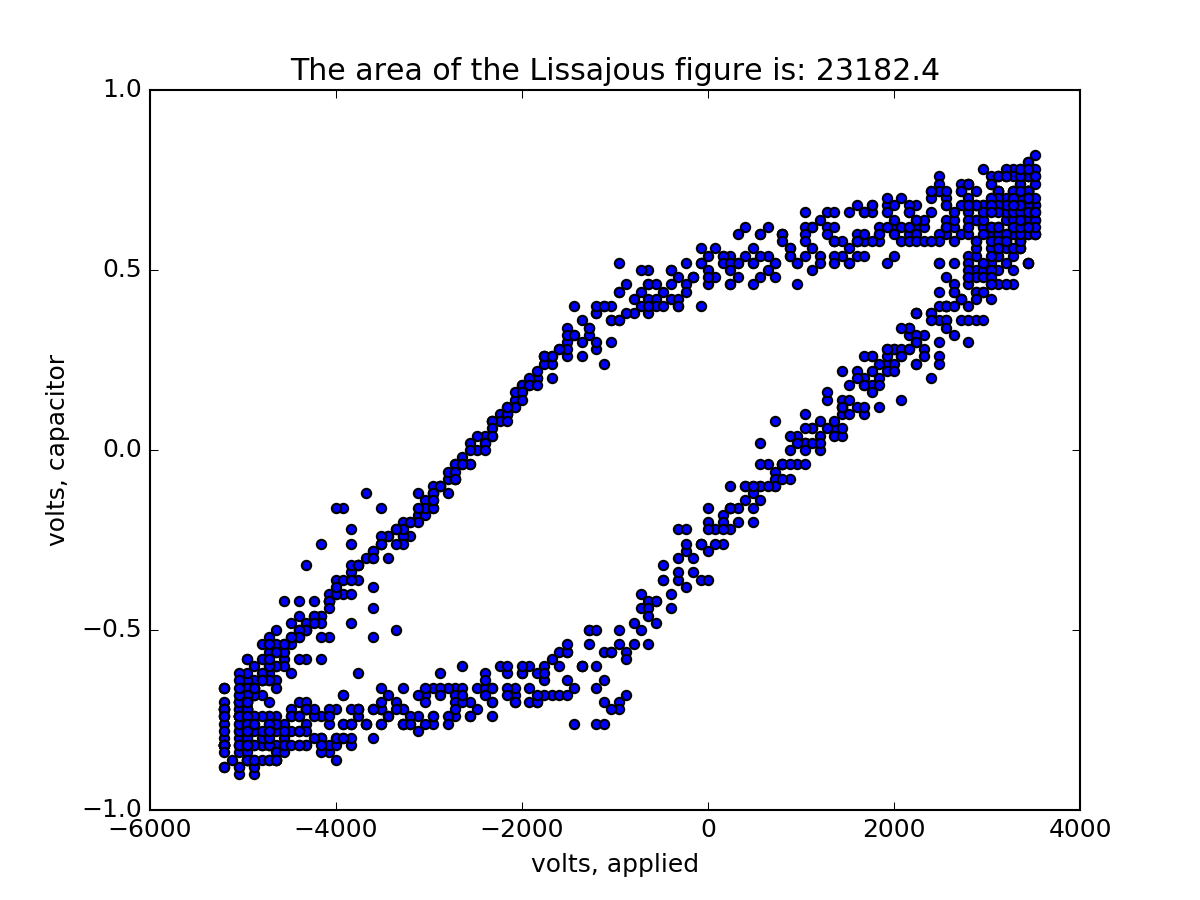 The area of the Lissajous figure is: 23182.4
1.0
0.5
0.0
−0.5
−1.0
−6000 −4000 −2000 0 2000 4000
volts, capacitor
volts, applied